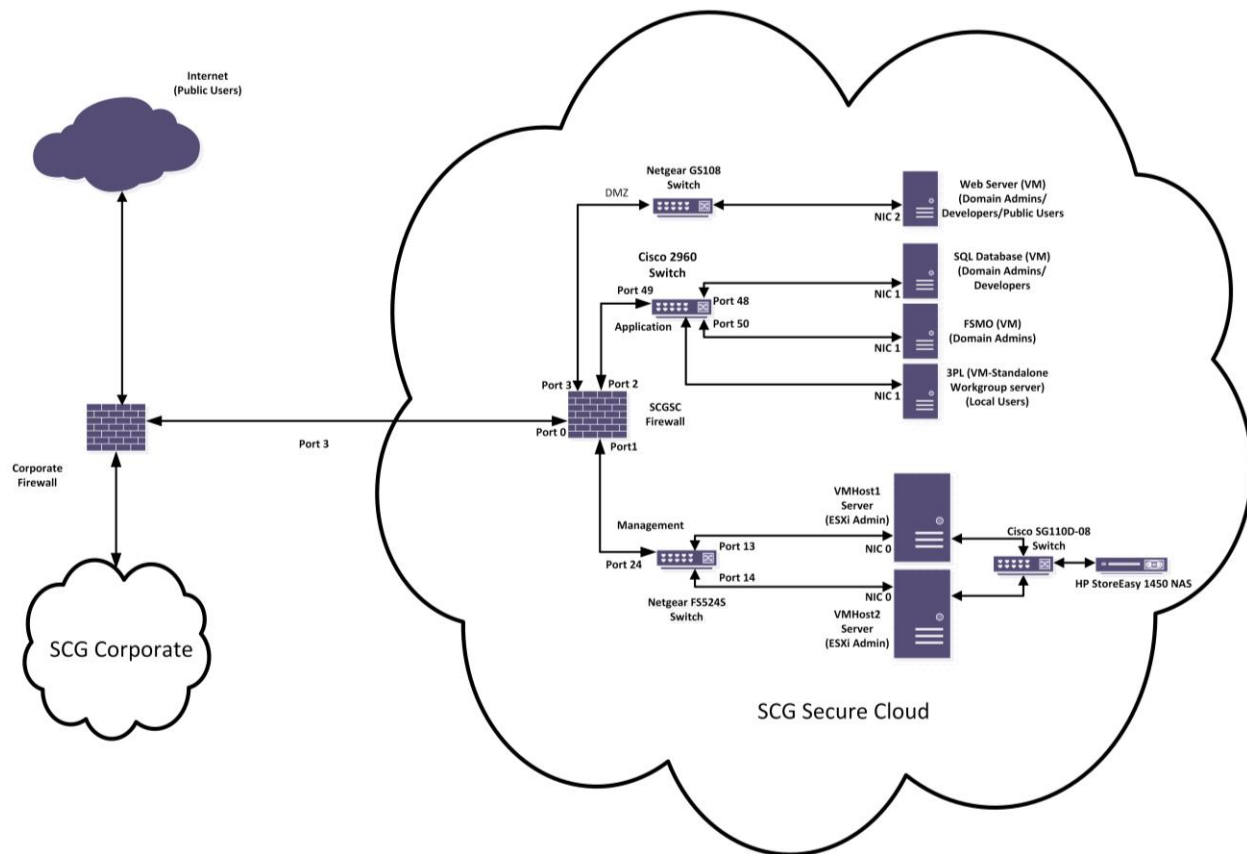 Internet
(Public Users)
Netgear GS108
Switch
DMZ
NIC 2
Web Server (VM)
(Domain Admins/
Developers/Public Users
Cisco 2960
Switch
Port 49
Port 48
Application
Port 50
NIC 1
SQL Database (VM)
(Domain Admins/
Developers
NIC 1
FSMO (VM)
(Domain Admins)
NIC 1
3PL (VM-Standalone
Workgroup server)
(Local Users)
Port 3
Port 2
SCGSC
Firewall
Port 0
Port1
Port 3
Corporate
Firewall
SCG Corporate
Management
Port 24
Port 13
Port 14
Netgear FS524S
Switch
VMHost1
Server
(ESXi Admin)
NIC 0
NIC 0
VMHost2
Server
(ESXi Admin)
Cisco SG110D-08
Switch
HP StoreEasy 1450 NAS
SCG Secure Cloud